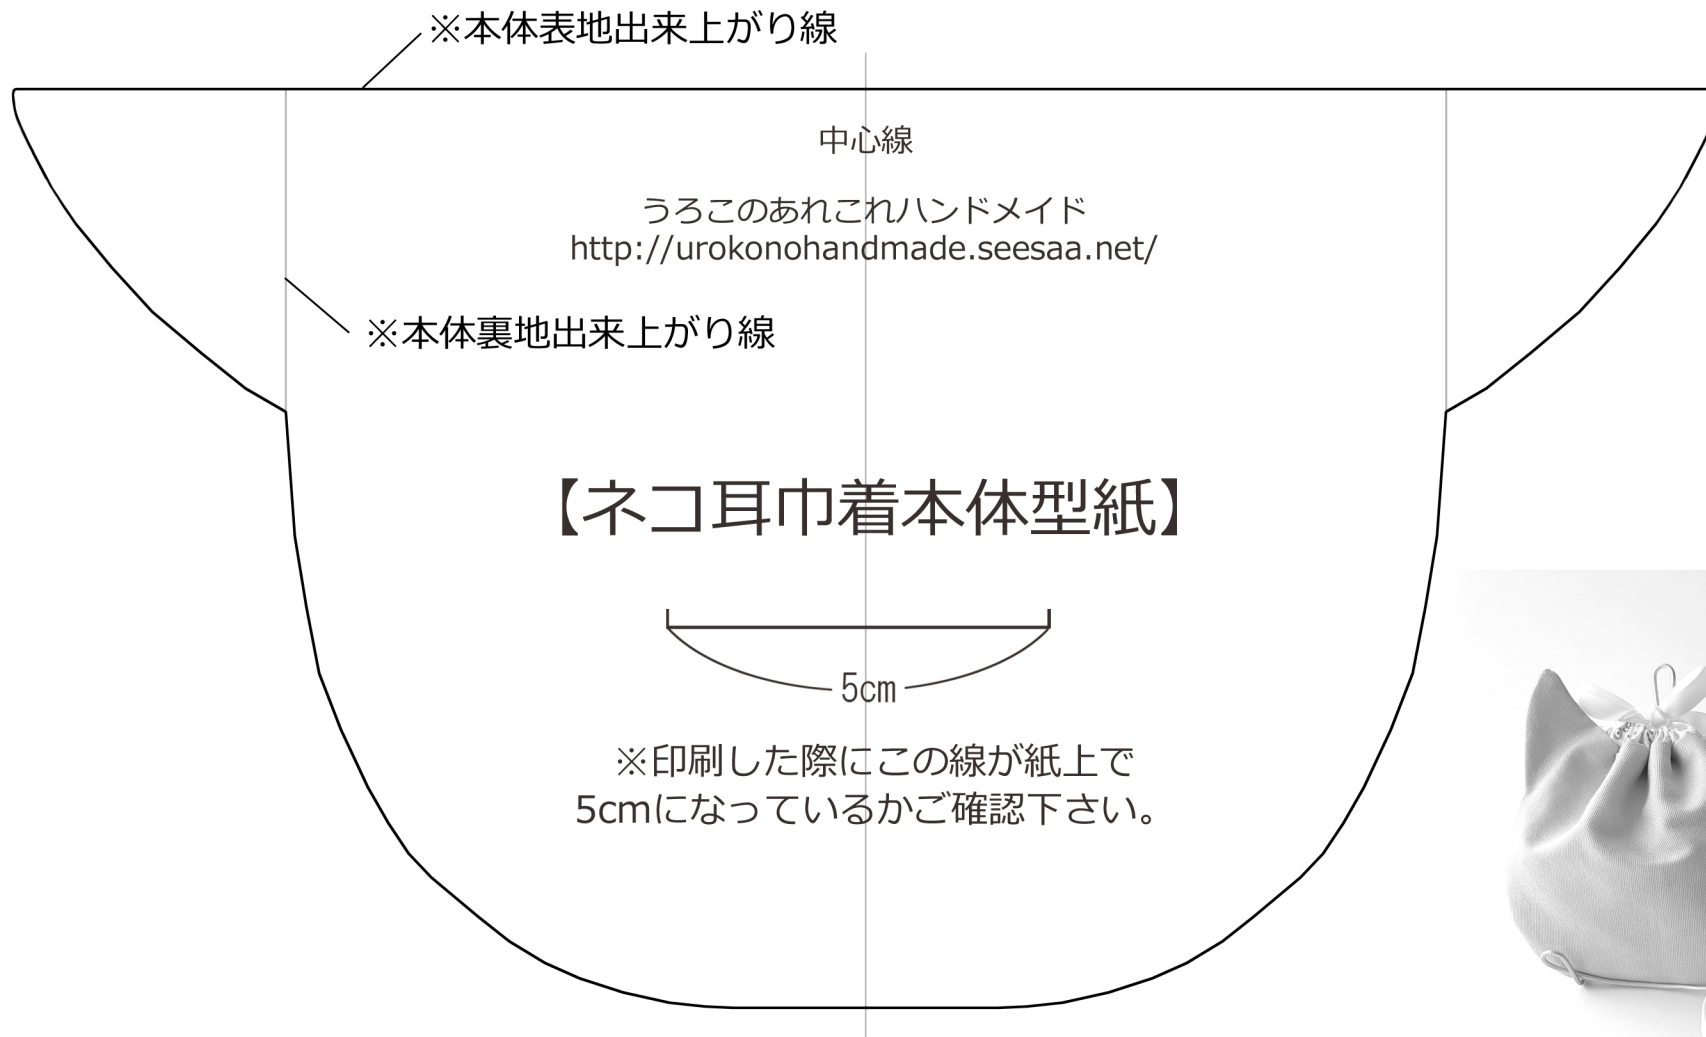 ※本体表地出来上がり線
中心線
うろこのあれこれハンドメイド
http://urokonohandmade.seesaa.net/
※本体裏地出来上がり線
【ネコ耳巾着本体型紙】
5cm
※印刷した際にこの線が紙上で
5cmになっているかご確認下さい。